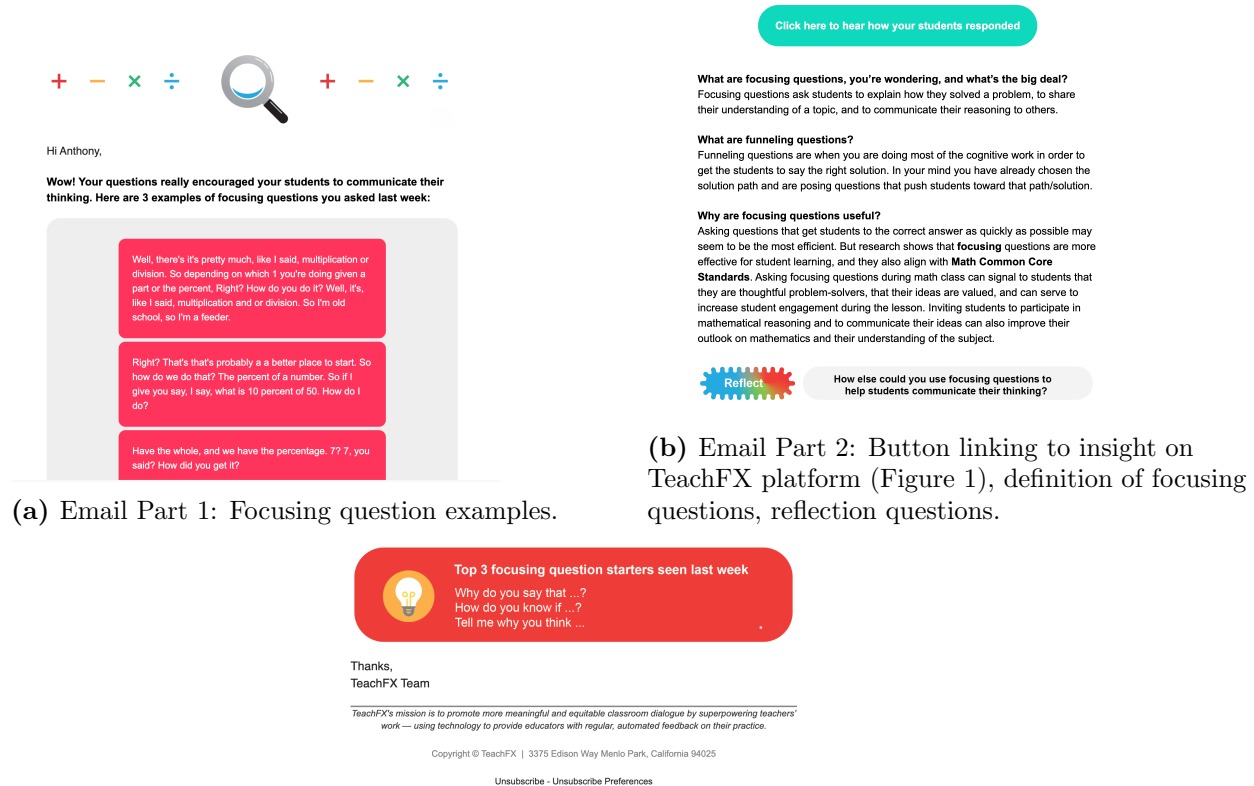 + − × ÷ + − × ÷
Hi Anthony,
Wow! Your questions really encouraged your students to communicate their
thinking. Here are 3 examples of focusing questions you asked last week:
Well, there's it's pretty much, like I said, multiplication or
division. So depending on which 1 you're doing given a
part or the percent, Right? How do you do it? Well, it's,
like I said, multiplication and or division. So I'm old
school, so I'm a feeder.
Right? That's that's probably a a better place to start. So
how do we do that? The percent of a number. So if I
give you say, I say, what is 10 percent of 50. How do I
do?
Have the whole, and we have the percentage. 7? 7, you
said? How did you get it?
(a) Email Part 1: Focusing question examples.
Click here to hear how your students responded
What are focusing questions, you're wondering, and what's the big deal?
Focusing questions ask students to explain how they solved a problem, to share
their understanding of a topic, and to communicate their reasoning to others.
What are funneling questions?
Funneling questions are when you are doing most of the cognitive work in order to
get the students to say the right solution. In your mind you have already chosen the
solution path and are posing questions that push students toward that path/solution.
Why are focusing questions useful?
Asking questions that get students to the correct answer as quickly as possible may
seem to be the most efficient. But research shows that focusing questions are more
effective for student learning, and they also align with Math Common Core
Standards. Asking focusing questions during math class can signal to students that
they are thoughtful problem-solvers, that their ideas are valued, and can serve to
increase student engagement during the lesson. Inviting students to participate in
mathematical reasoning and to communicate their ideas can also improve their
outlook on mathematics and their understanding of the subject.
Reflect
How else could you use focusing questions to
help students communicate their thinking?
(b) Email Part 2: Button linking to insight on
TeachFX platform (Figure 1), definition of focusing
questions, reflection questions.
Top 3 focusing question starters seen last week
Why do you say that ...?
How do you know if ...?
Tell me why you think ...
Thanks,
TeachFX Team
TeachFX's mission is to promote more meaningful and equitable classroom dialogue by superpowering teachers'
work — using technology to provide educators with regular, automated feedback on their practice.
Copyright © TeachFX | 3375 Edison Way Menlo Park, California 94025
Unsubscribe - Unsubscribe Preferences